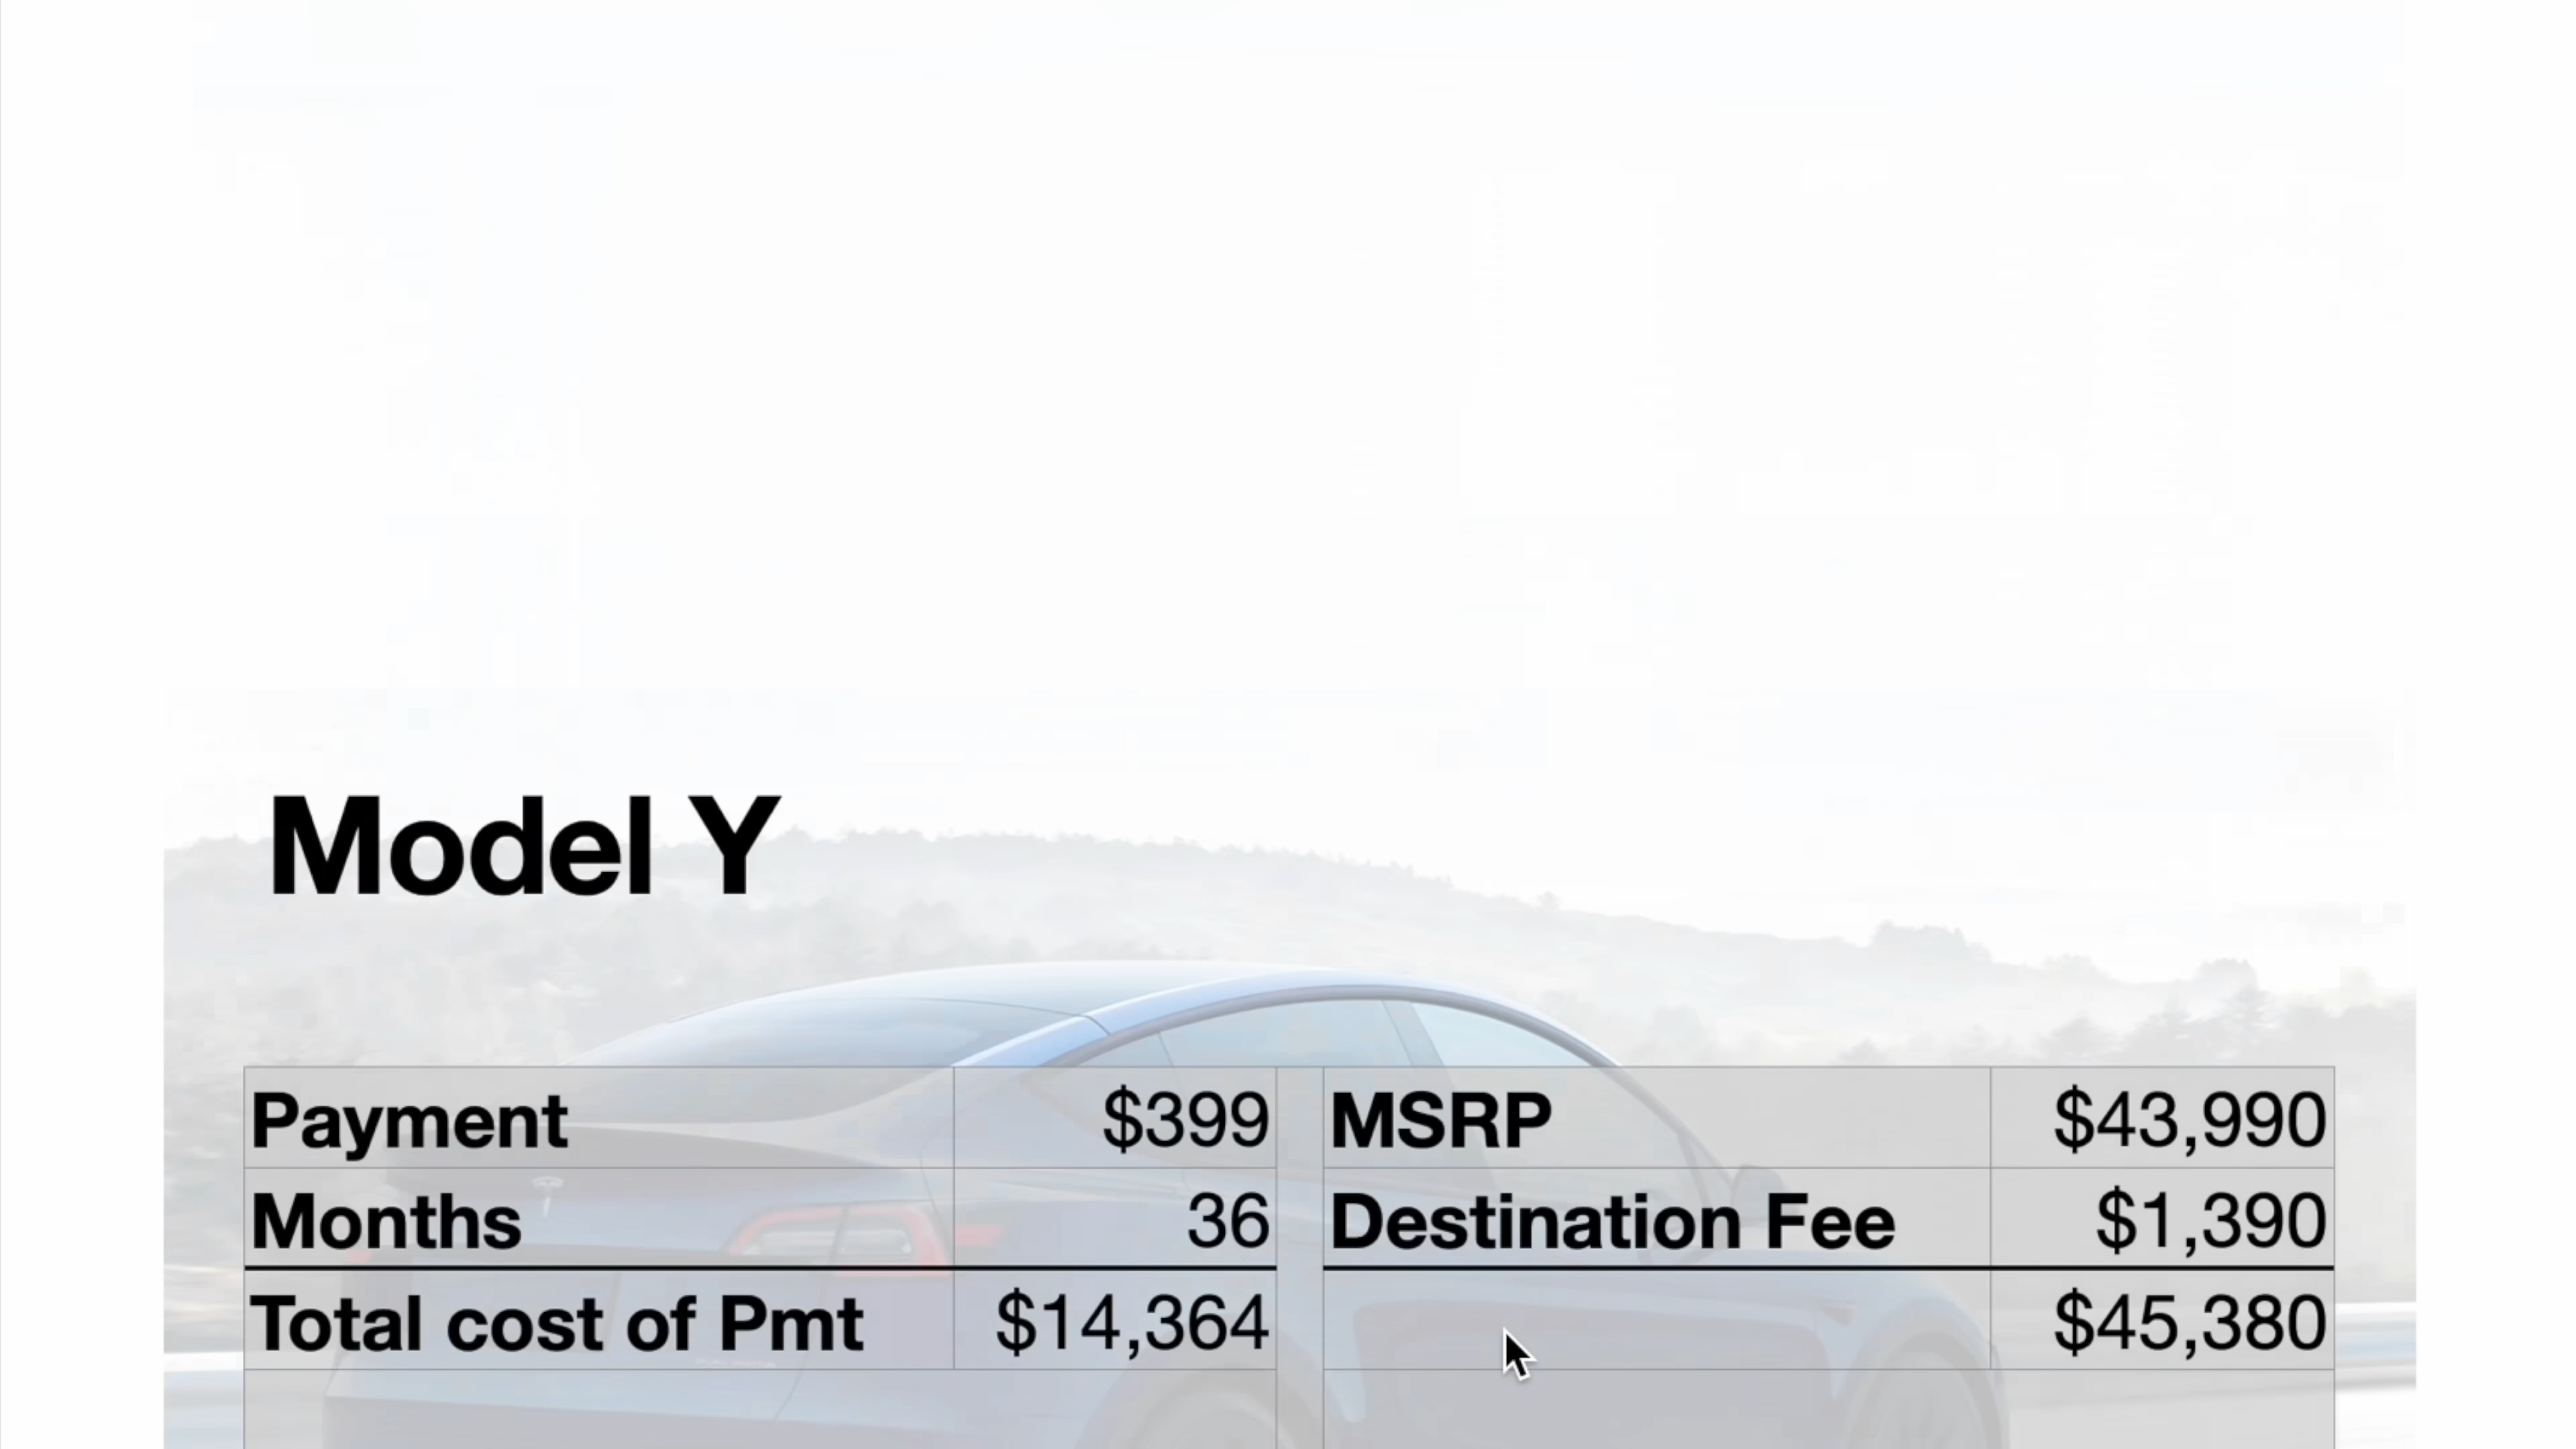 Model Y
Payment $399 MSRP $43,990
Months 36 Destination Fee $1,390
Total cost of Pmt $14,364 $45,380